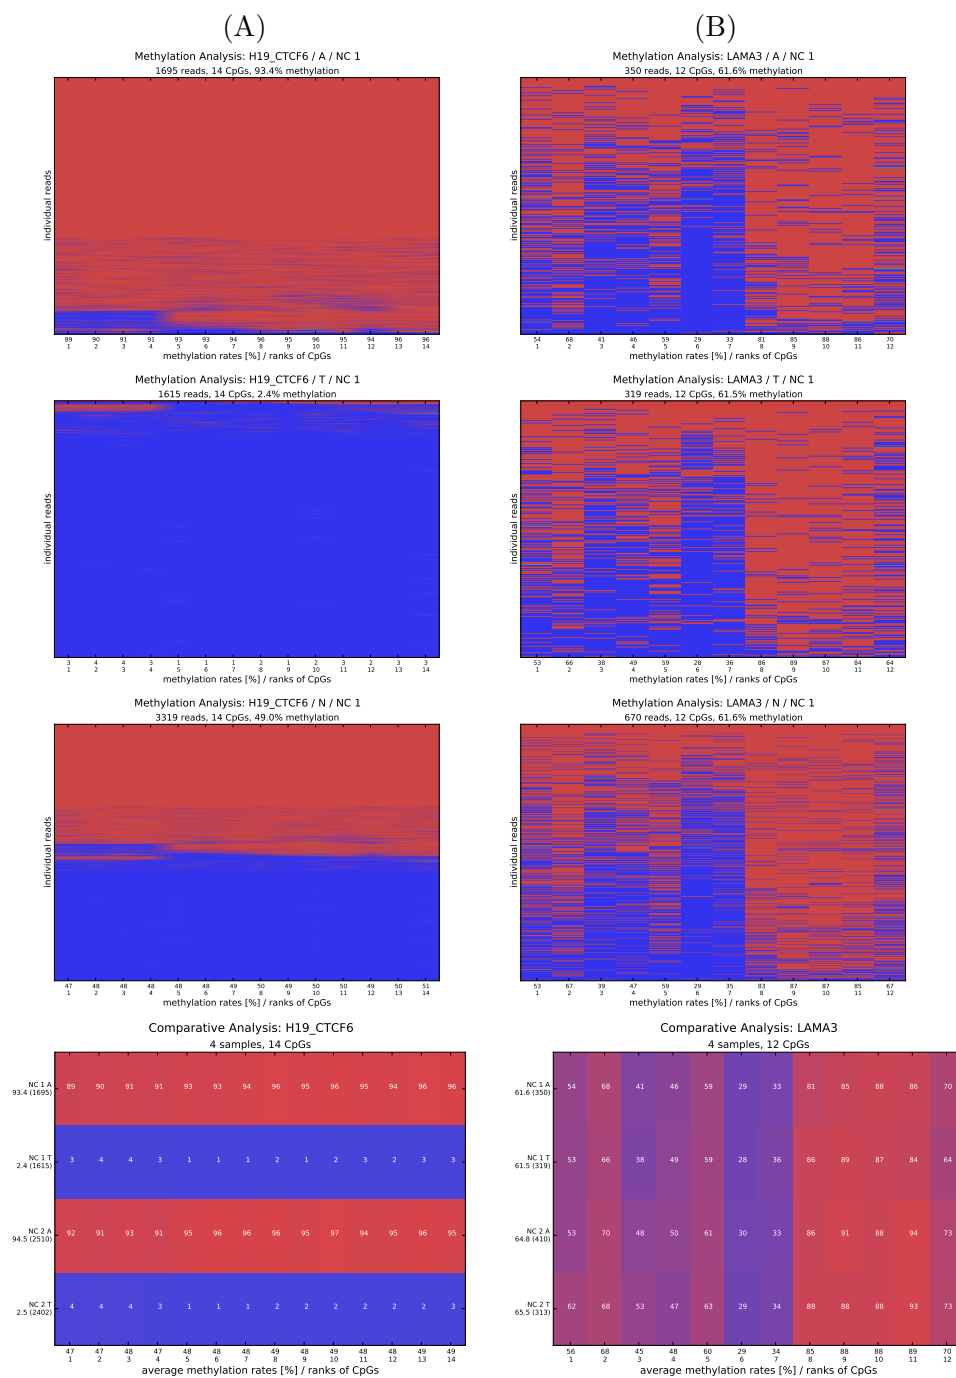 (A)
Methylation Analysis: H19_CTCF6 / A / NC 1
1695 reads, 14 CpGs, 93.4% methylation
individual reads
89 90 91 91 93 93 94 96 95 96 95 94 96 96
1 2 3 4 5 6 7 8 9 10 11 12 13 14
methylation rates [%] / ranks of CpGs
Methylation Analysis: H19_CTCF6 / T / NC 1
1615 reads, 14 CpGs, 2.4% methylation
individual reads
3 4 4 3 1 1 1 2 1 2 3 2 3 3
1 2 3 4 5 6 7 8 9 10 11 12 13 14
methylation rates [%] / ranks of CpGs
Methylation Analysis: H19_CTCF6 / N / NC 1
3319 reads, 14 CpGs, 49.0% methylation
individual reads
47 48 48 48 48 48 49 50 49 50 50 49 50 51
1 2 3 4 5 6 7 8 9 10 11 12 13 14
methylation rates [%] / ranks of CpGs
Comparative Analysis: H19_CTCF6
4 samples, 14 CpGs
NC 1 A
93.4 (1695)
89 90 91 91 93 93 94 96 95 96 95 94 96 96
NC 1 T
2.4 (1615)
3 4 4 3 1 1 1 2 1 2 3 2 3 3
NC 2 A
94.5 (2510)
92 91 93 91 95 96 96 96 95 97 94 95 96 95
NC 2 T
2.5 (2402)
4 4 4 3 1 1 1 2 2 2 2 2 2 3
47 47 48 47 48 48 48 49 48 49 49 48 49 49
1 2 3 4 5 6 7 8 9 10 11 12 13 14
average methylation rates [%] / ranks of CpGs
(B)
Methylation Analysis: LAMA3 / A / NC 1
350 reads, 12 CpGs, 61.6% methylation
individual reads
54 68 41 46 59 29 33 81 85 88 86 70
1 2 3 4 5 6 7 8 9 10 11 12
methylation rates [%] / ranks of CpGs
Methylation Analysis: LAMA3 / T / NC 1
319 reads, 12 CpGs, 61.5% methylation
individual reads
53 66 38 49 59 28 36 86 89 87 84 64
1 2 3 4 5 6 7 8 9 10 11 12
methylation rates [%] / ranks of CpGs
Methylation Analysis: LAMA3 / N / NC 1
670 reads, 12 CpGs, 61.6% methylation
individual reads
53 67 39 47 59 29 35 83 87 87 85 67
1 2 3 4 5 6 7 8 9 10 11 12
methylation rates [%] / ranks of CpGs
Comparative Analysis: LAMA3
4 samples, 12 CpGs
NC 1 A
61.6 (350)
54 68 41 46 59 29 33 81 85 88 86 70
NC 1 T
61.5 (319)
53 66 38 49 59 28 36 86 89 87 84 64
NC 2 A
64.8 (410)
53 70 48 50 61 30 33 86 91 88 94 73
NC 2 T
65.5 (313)
62 68 53 47 63 29 34 88 88 88 93 73
56 68 45 48 60 29 34 85 88 88 89 70
1 2 3 4 5 6 7 8 9 10 11 12
average methylation rates [%] / ranks of CpGs